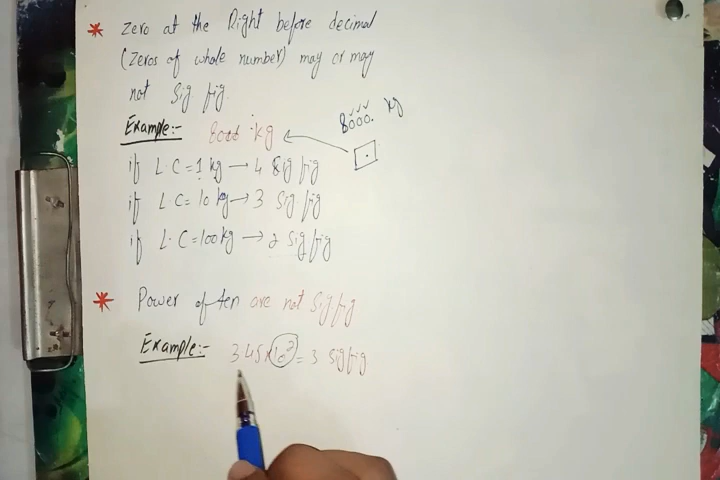 * Zero at the Right before decimal
(Zeros of whole number) may or may
not Sig fig.
Example:- 8000 kg
8000. kg
if L.C = 1 kg → 4 Sig fig
if L.C = 10 kg → 3 Sig fig
if L.C = 100 kg → 2 Sig fig
* Power of ten are not Sig fig
Example:- 345×10² = 3 Sig fig